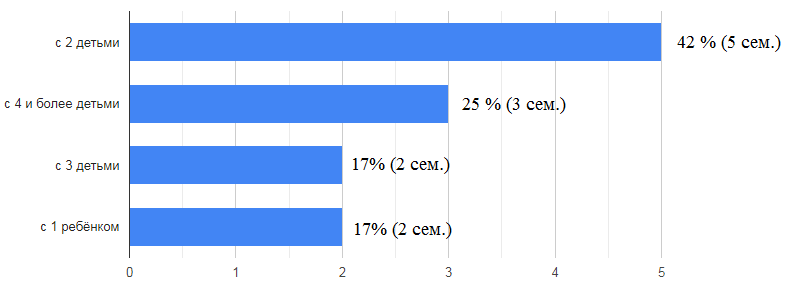 с 2 детьми 42 % (5 сем.)
с 4 и более детьми 25 % (3 сем.)
с 3 детьми 17% (2 сем.)
с 1 ребёнком 17% (2 сем.)
0 1 2 3 4 5